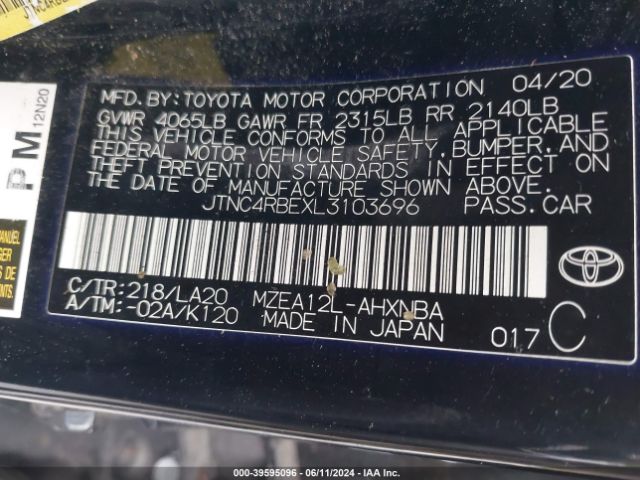 PM
12N20
MFD.BY:TOYOTA MOTOR CORPORATION 04/20
GVWR 4065LB GAWR FR 2315LB RR 2140LB
THIS VEHICLE CONFORMS TO ALL APPLICABLE
FEDERAL MOTOR VEHICLE SAFETY,BUMPER,AND
THEFT PREVENTION STANDARDS IN EFFECT ON
THE DATE OF MANUFACTURE SHOWN ABOVE.
JTNC4RBEXL3103696 PASS.CAR
C/TR:218/LA20 MZEA12L-AHXNBA
A/TM:-02A/K120 MADE IN JAPAN 017 C
MANUEL
000-39595096 - 06/11/2024 - IAA Inc.